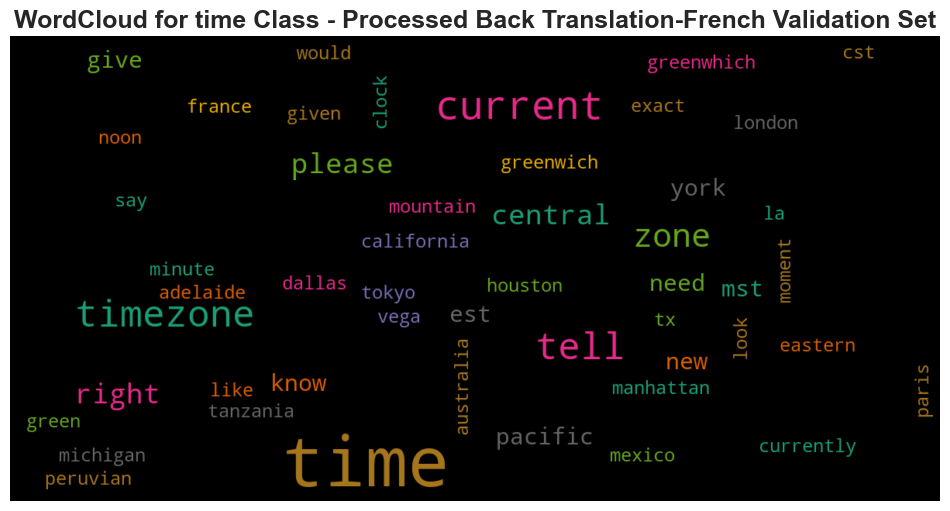 WordCloud for time Class - Processed Back Translation-French Validation Set
give
would
cst
greenwhich
france
given
clock
current
exact
london
noon
please
greenwich
york
say
mountain
central
la
california
zone
minute
adelaide
dallas
tokyo
houston
need
mst
moment
timezone
vega
est
tx
look
tell
eastern
australia
new
right
like
know
manhattan
paris
green
tanzania
michigan
time
pacific
mexico
currently
peruvian